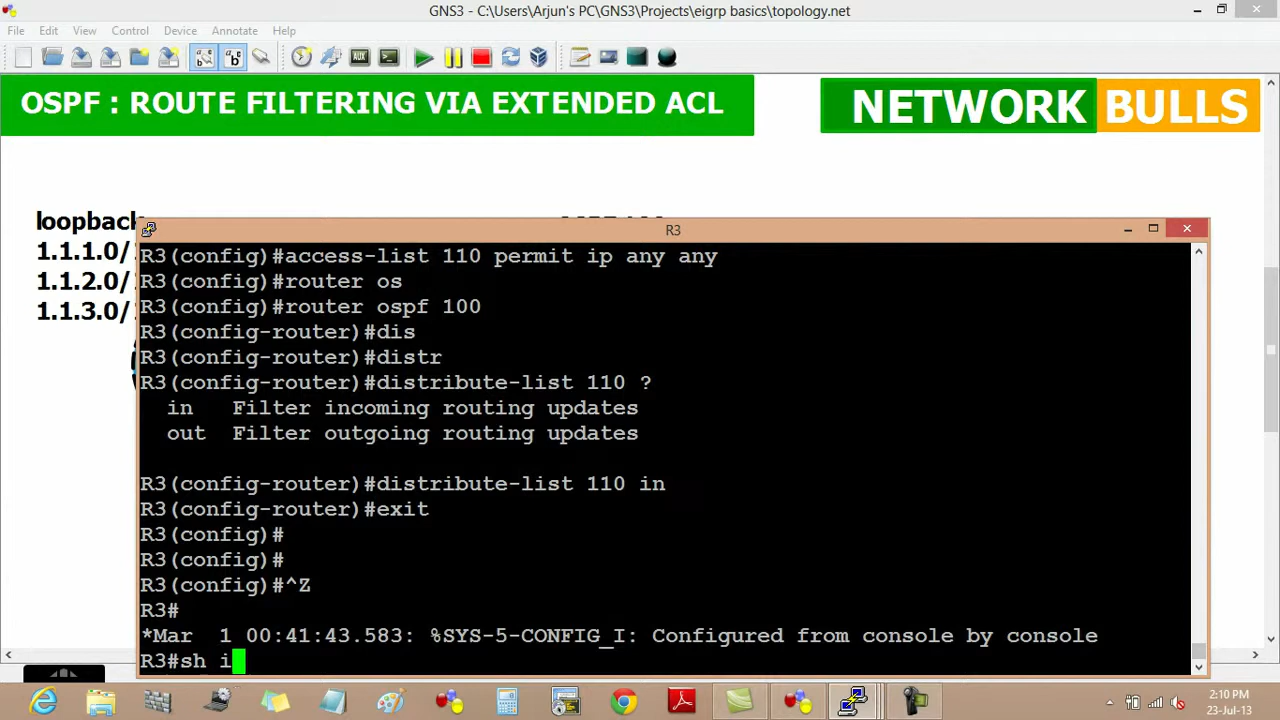 GNS3 - C:\Users\Arjun's PC\GNS3\Projects\eigrp basics\topology.net
File Edit View Control Device Annotate Help
OSPF : ROUTE FILTERING VIA EXTENDED ACL
NETWORK BULLS
loopback
1.1.1.0/
1.1.2.0/
1.1.3.0/
R3
R3(config)#access-list 110 permit ip any any
R3(config)#router os
R3(config)#router ospf 100
R3(config-router)#dis
R3(config-router)#distr
R3(config-router)#distribute-list 110 ?
in Filter incoming routing updates
out Filter outgoing routing updates
R3(config-router)#distribute-list 110 in
R3(config-router)#exit
R3(config)#
R3(config)#
R3(config)#^Z
R3#
*Mar 1 00:41:43.583: %SYS-5-CONFIG_I: Configured from console by console
R3#sh i
2:10 PM
23-Jul-13